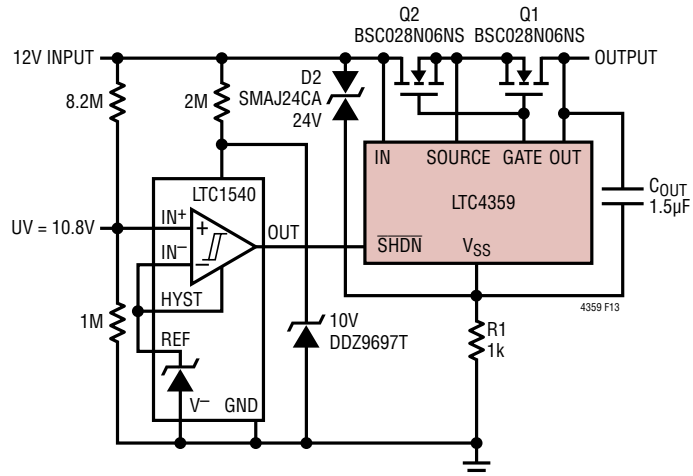 Q2
BSC028N06NS
Q1
BSC028N06NS
12V INPUT
OUTPUT
8.2M
2M
D2
SMAJ24CA
24V
IN
SOURCE
GATE
OUT
LTC4359
SHDN
VSS
COUT
1.5µF
LTC1540
UV = 10.8V
IN+
+
IN–
–
OUT
HYST
1M
REF
V–
GND
10V
DDZ9697T
R1
1k
4359 F13